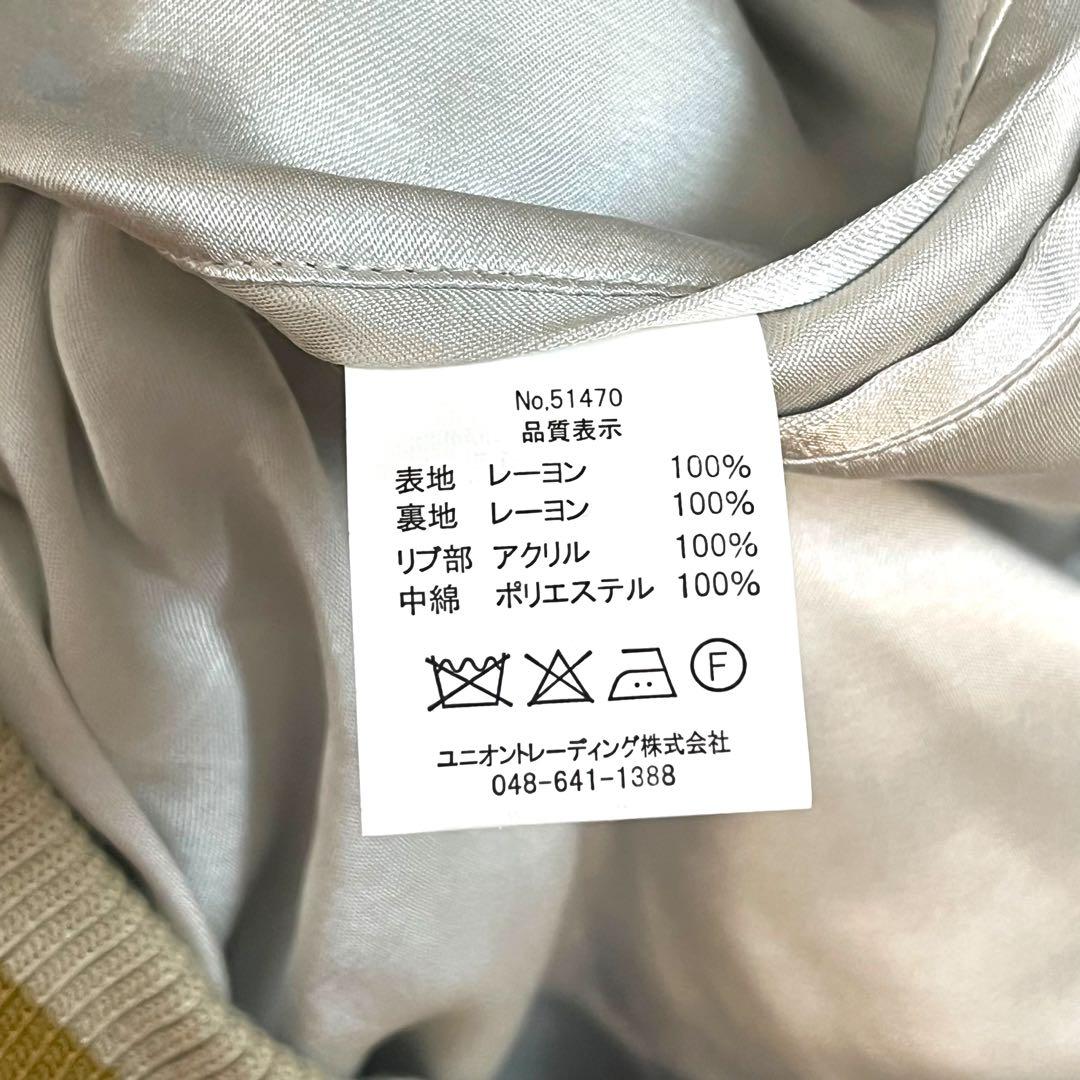 No,51470
品質表示
表地 レーヨン 100%
裏地 レーヨン 100%
リブ部 アクリル 100%
中綿 ポリエステル 100%
F
ユニオントレーディング株式会社
048-641-1388